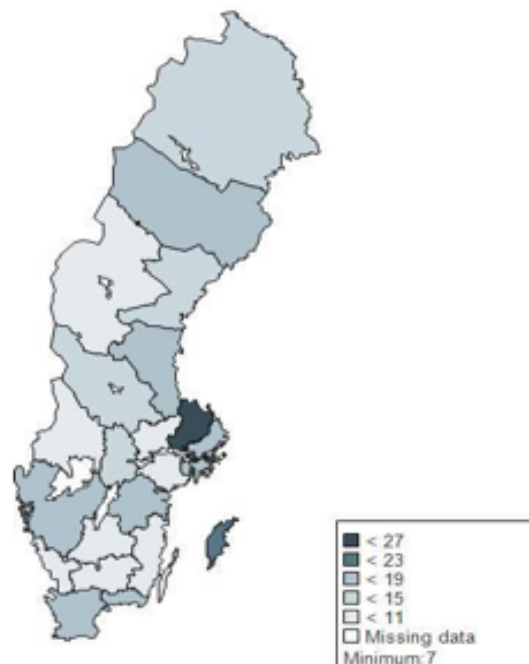 < 27
< 23
< 19
< 15
< 11
Missing data
Minimum:7